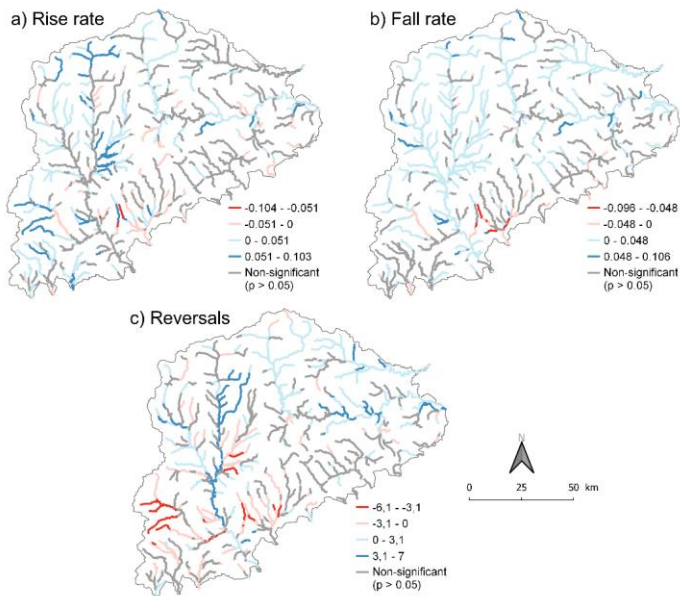 a) Rise rate
-0.104 - -0.051
-0.051 - 0
0 - 0.051
0.051 - 0.103
Non-significant
(p > 0.05)
b) Fall rate
-0.096 - -0.048
-0.048 - 0
0 - 0.048
0.048 - 0.106
Non-significant
(p > 0.05)
c) Reversals
-6,1 - -3,1
-3,1 - 0
0 - 3,1
3,1 - 7
Non-significant
(p > 0.05)
N
0 25 50 km